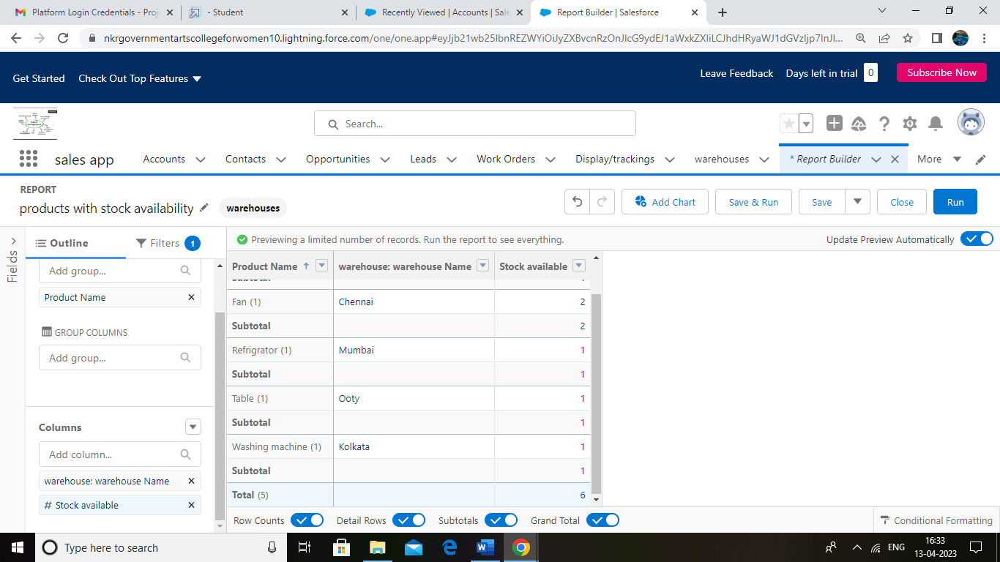 Platform Login Credentials - Proj
- Student
Recently Viewed | Accounts | Sale
Report Builder | Salesforce
nkrgovernmentartscollegeforwomen10.lightning.force.com/one/one.app#eyJjb21wb25lbnREZWYiOiJyZXBvcnRzOnJlcG9ydEJ1aWxkZXIiLCJhdHRyaWJ1dGVzIjp7InJl...
Get Started
Check Out Top Features
Leave Feedback
Days left in trial
0
Subscribe Now
Search...
sales app
Accounts
Contacts
Opportunities
Leads
Work Orders
Display/trackings
warehouses
* Report Builder
More
REPORT
products with stock availability
warehouses
Add Chart
Save & Run
Save
Close
Run
Fields
Outline
Filters
1
Previewing a limited number of records. Run the report to see everything.
Update Preview Automatically
Add group...
Product Name
GROUP COLUMNS
Add group...
Columns
Add column...
warehouse: warehouse Name
# Stock available
Product Name ↑ warehouse: warehouse Name Stock available
Subtotal 1
Fan (1) Chennai 2
Subtotal 2
Refrigrator (1) Mumbai 1
Subtotal 1
Table (1) Ooty 1
Subtotal 1
Washing machine (1) Kolkata 1
Subtotal 1
Total (5) 6
Row Counts
Detail Rows
Subtotals
Grand Total
Conditional Formatting
Type here to search
ENG
16:33
13-04-2023